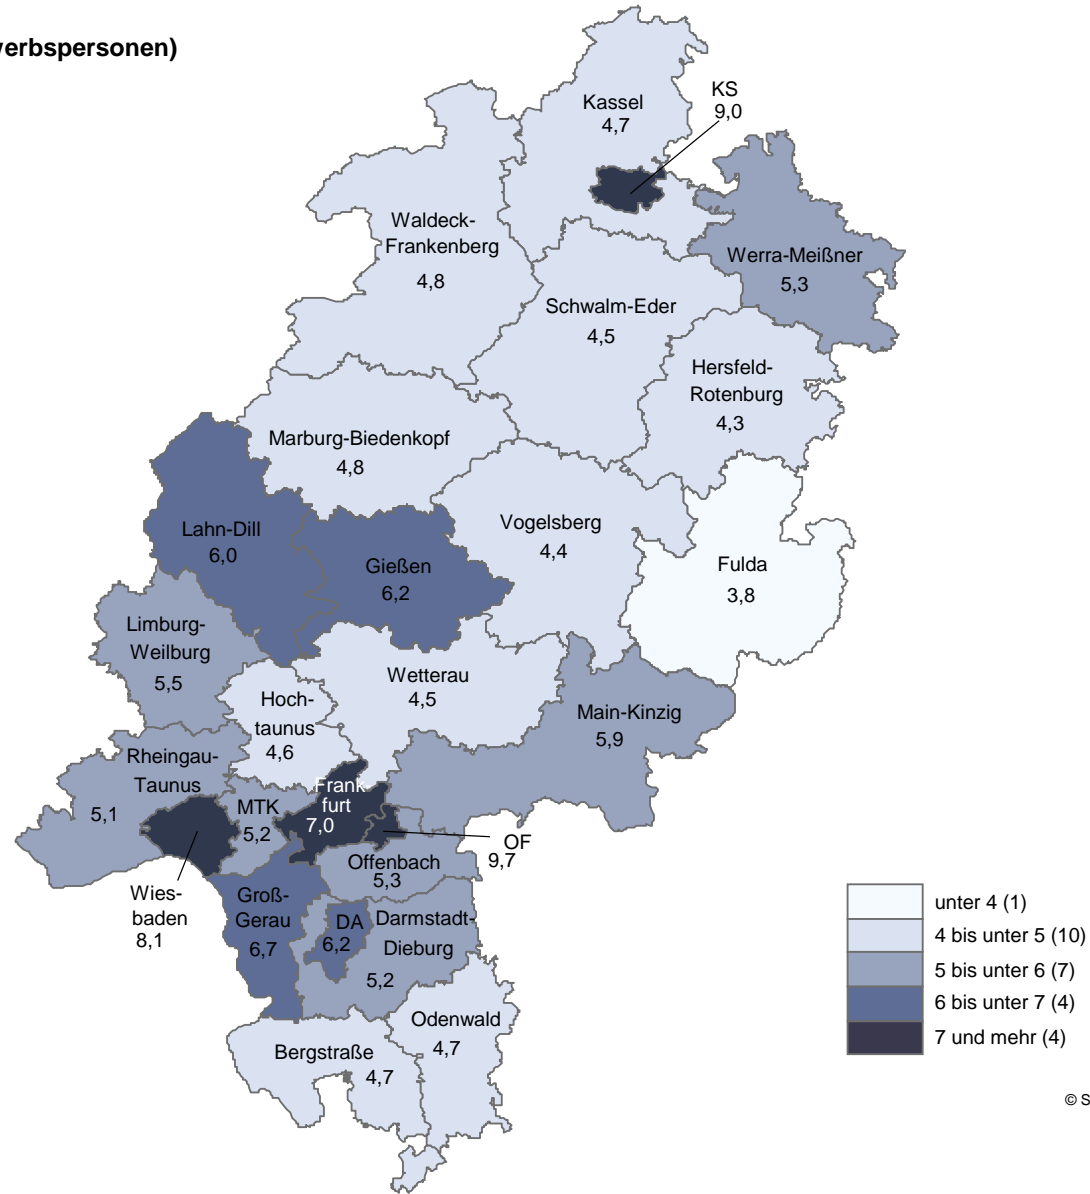 verbspersonen)
KS
9,0
Kassel
4,7
Waldeck-
Frankenberg
4,8
Werra-Meißner
5,3
Schwalm-Eder
4,5
Hersfeld-
Rotenburg
4,3
Marburg-Biedenkopf
4,8
Vogelsberg
4,4
Lahn-Dill
6,0
Gießen
6,2
Fulda
3,8
Limburg-
Weilburg
5,5
Wetterau
4,5
Hoch-
taunus
4,6
Main-Kinzig
5,9
Rheingau-
Taunus
5,1
Frank
furt
7,0
MTK
5,2
OF
9,7
Offenbach
5,3
Wies-
baden
8,1
Groß-
Gerau
6,7
DA
6,2
Darmstadt-
Dieburg
5,2
Odenwald
4,7
Bergstraße
4,7
unter 4 (1)
4 bis unter 5 (10)
5 bis unter 6 (7)
6 bis unter 7 (4)
7 und mehr (4)
© S